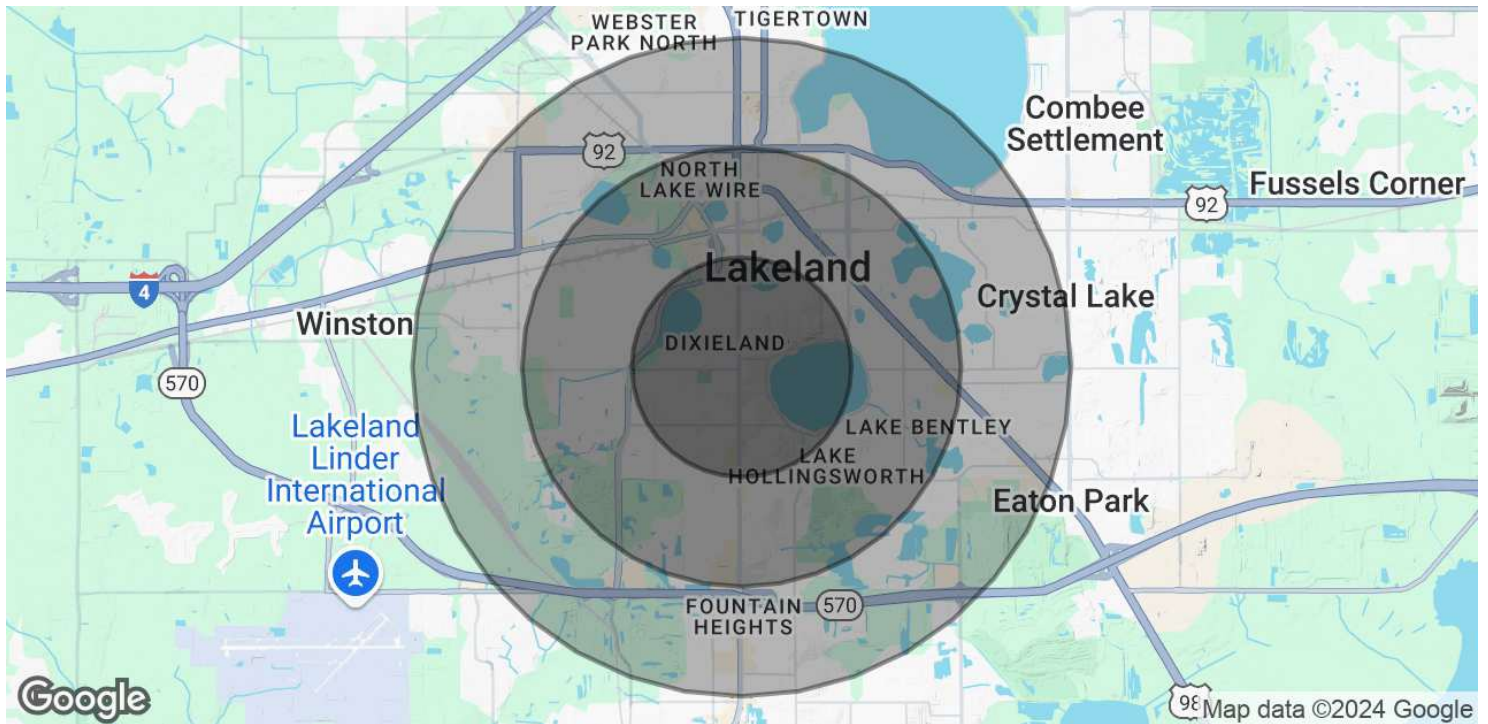 WEBSTER
PARK NORTH
TIGERTOWN
Combee
Settlement
92
NORTH
LAKE WIRE
Fussels Corner
92
Lakeland
4
Crystal Lake
Winston
DIXIELAND
570
Lakeland
Linder
International
Airport
LAKE BENTLEY
LAKE
HOLLINGSWORTH
Eaton Park
FOUNTAIN
HEIGHTS
570
Google
98
Map data ©2024 Google